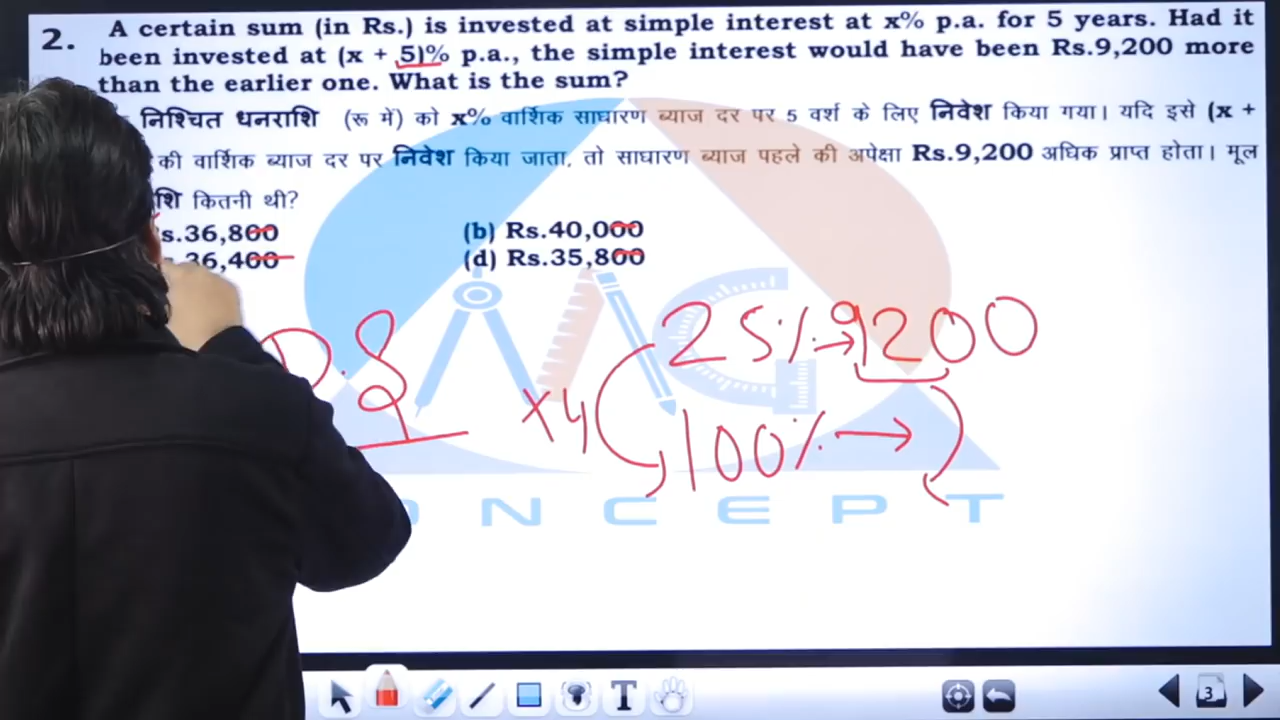 2. A certain sum (in Rs.) is invested at simple interest at x% p.a. for 5 years. Had it
been invested at (x + 5)% p.a., the simple interest would have been Rs.9,200 more
than the earlier one. What is the sum?
निश्चित धनराशि (रू में) को x% वार्शिक साधारण ब्याज दर पर 5 वर्श के लिए निवेश किया गया। यदि इसे (x +
की वार्शिक ब्याज दर पर निवेश किया जाता, तो साधारण ब्याज पहले की अपेक्षा Rs.9,200 अधिक प्राप्त होता। मूल
शि कितनी थी?
s.36,800 (b) Rs.40,000
36,400 (d) Rs.35,800
25% → 9200
×4 100% →
CONCEPT
T
3